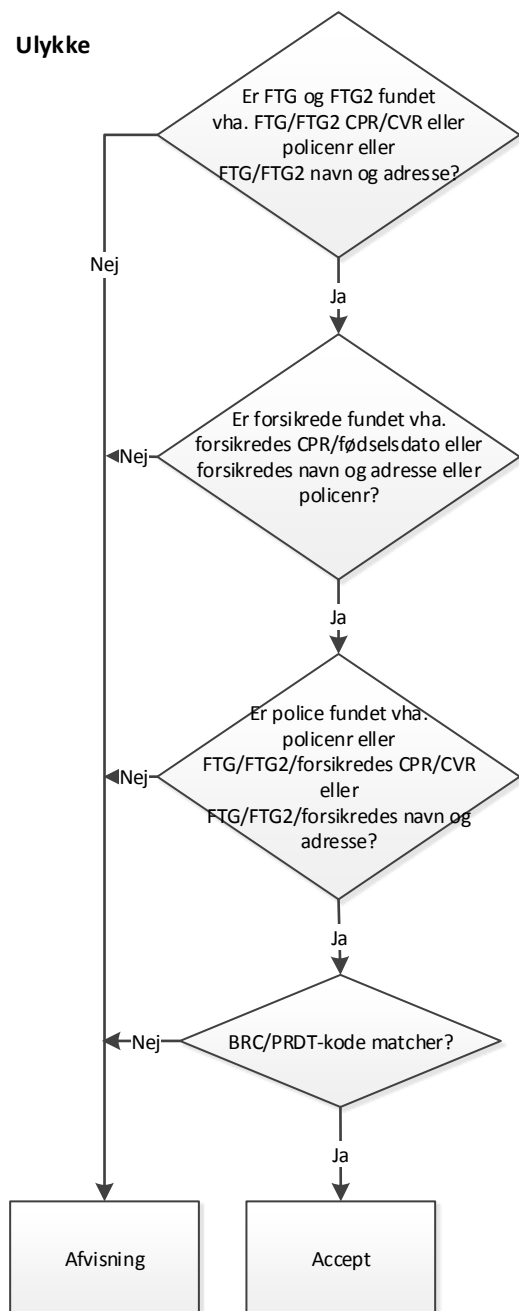 Ulykke
Er FTG og FTG2 fundet
vha. FTG/FTG2 CPR/CVR eller
policenr eller
FTG/FTG2 navn og adresse?
Nej
Ja
Er forsikrede fundet vha.
forsikredes CPR/fødselsdato eller
forsikredes navn og adresse eller
policenr?
Nej
Ja
Er police fundet vha.
policenr eller
FTG/FTG2/forsikredes CPR/CVR
eller
FTG/FTG2/forsikredes navn og
adresse?
Nej
Ja
BRC/PRDT-kode matcher?
Nej
Ja
Afvisning
Accept